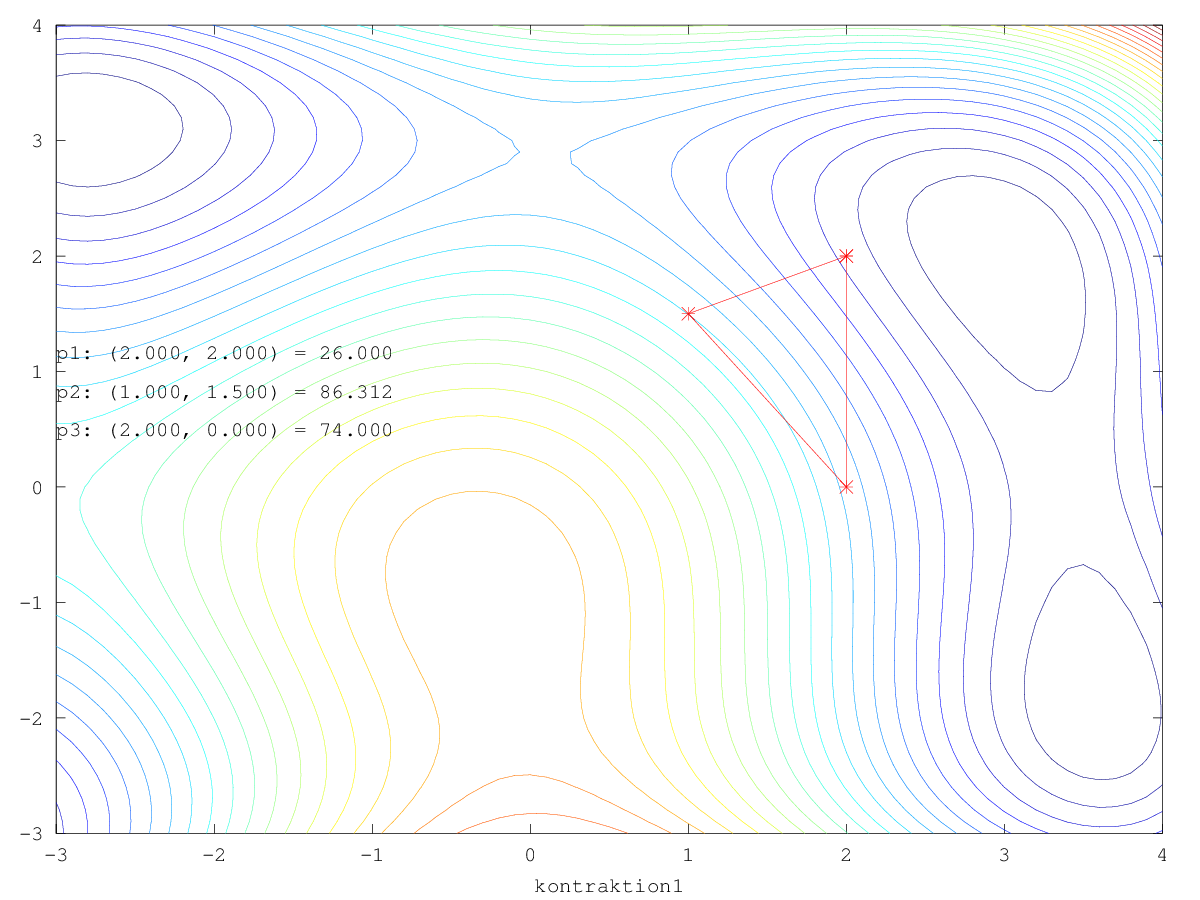 4
3
2
p1: (2.000, 2.000) = 26.000
1
p2: (1.000, 1.500) = 86.312
p3: (2.000, 0.000) = 74.000
0
−1
−2
−3
−3 −2 −1 0 1 2 3 4
kontraktion1